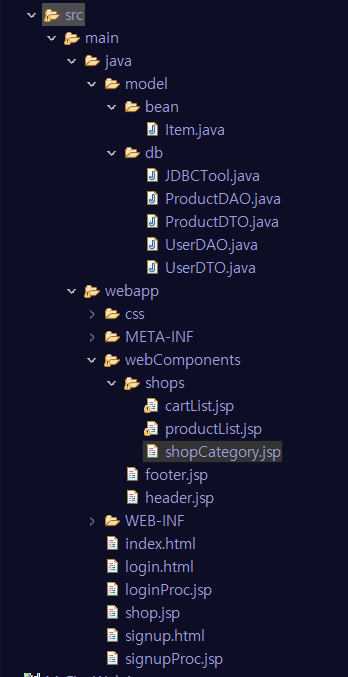 src
main
java
model
bean
Item.java
db
JDBCTool.java
ProductDAO.java
ProductDTO.java
UserDAO.java
UserDTO.java
webapp
css
META-INF
webComponents
shops
cartList.jsp
productList.jsp
shopCategory.jsp
footer.jsp
header.jsp
WEB-INF
index.html
login.html
loginProc.jsp
shop.jsp
signup.html
signupProc.jsp